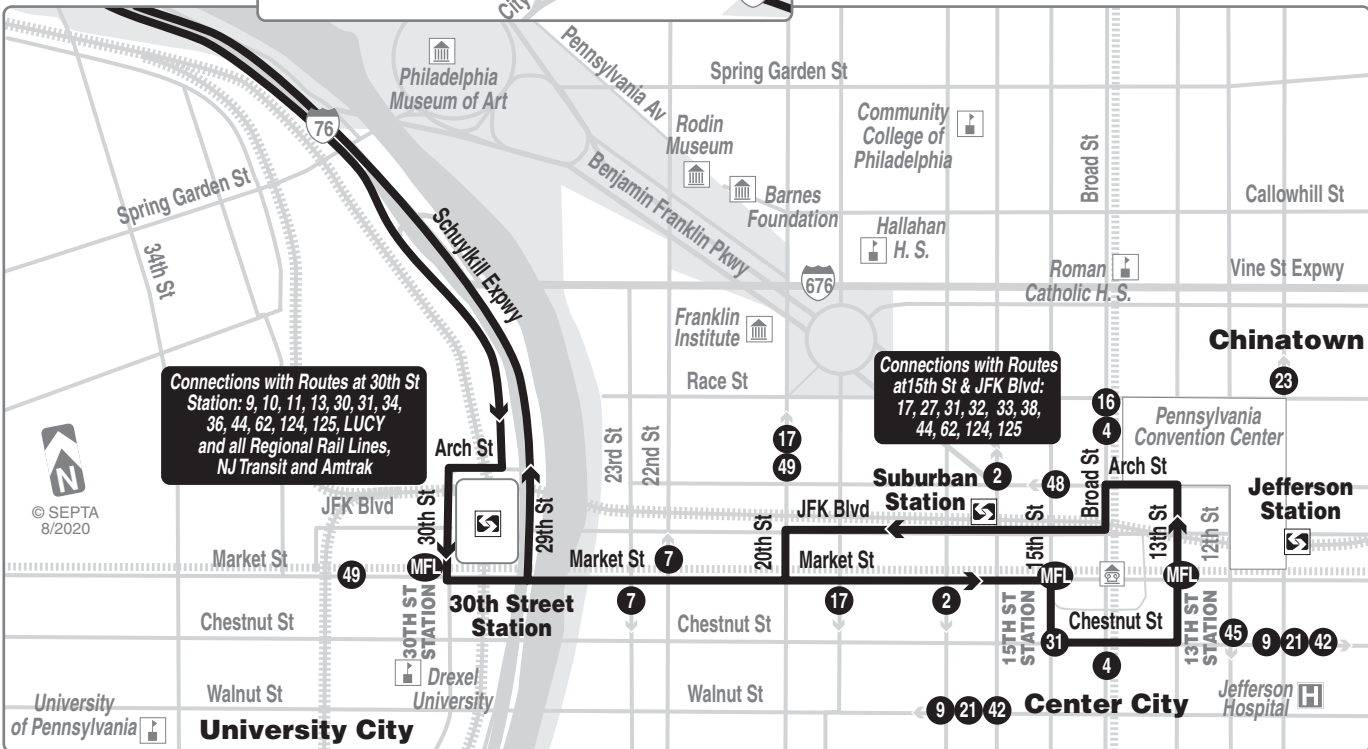 City
Pennsylvania Av
Spring Garden St
Philadelphia
Museum of Art
76
Rodin
Museum
Community
College of
Philadelphia
Broad St
Spring Garden St
Benjamin Franklin Pkwy
Barnes
Foundation
Callowhill St
34th St
Schuylkill Expwy
Hallahan
H. S.
676
Roman
Catholic H. S.
Vine St Expwy
Franklin
Institute
Chinatown
Race St
23
Connections with Routes at 30th St
Station: 9, 10, 11, 13, 30, 31, 34,
36, 44, 62, 124, 125, LUCY
and all Regional Rail Lines,
NJ Transit and Amtrak
Connections with Routes
at15th St & JFK Blvd:
17, 27, 31, 32, 33, 38,
44, 62, 124, 125
16
4
Pennsylvania
Convention Center
N
© SEPTA
8/2020
Arch St
23rd St
22nd St
17
49
Suburban
Station
2
48
Broad St
Arch St
Jefferson
Station
JFK Blvd
30th St
29th St
20th St
JFK Blvd
15th St
13th St
12th St
Market St
49
MFL
Market St
7
Market St
MFL
MFL
30TH ST
STATION
30th Street
Station
7
17
2
15TH ST
STATION
13TH ST
STATION
Chestnut St
Chestnut St
Chestnut St
31
4
45
9
21
42
Drexel
University
Walnut St
Walnut St
9
21
42
Center City
Jefferson
Hospital
H
University
of Pennsylvania
University City